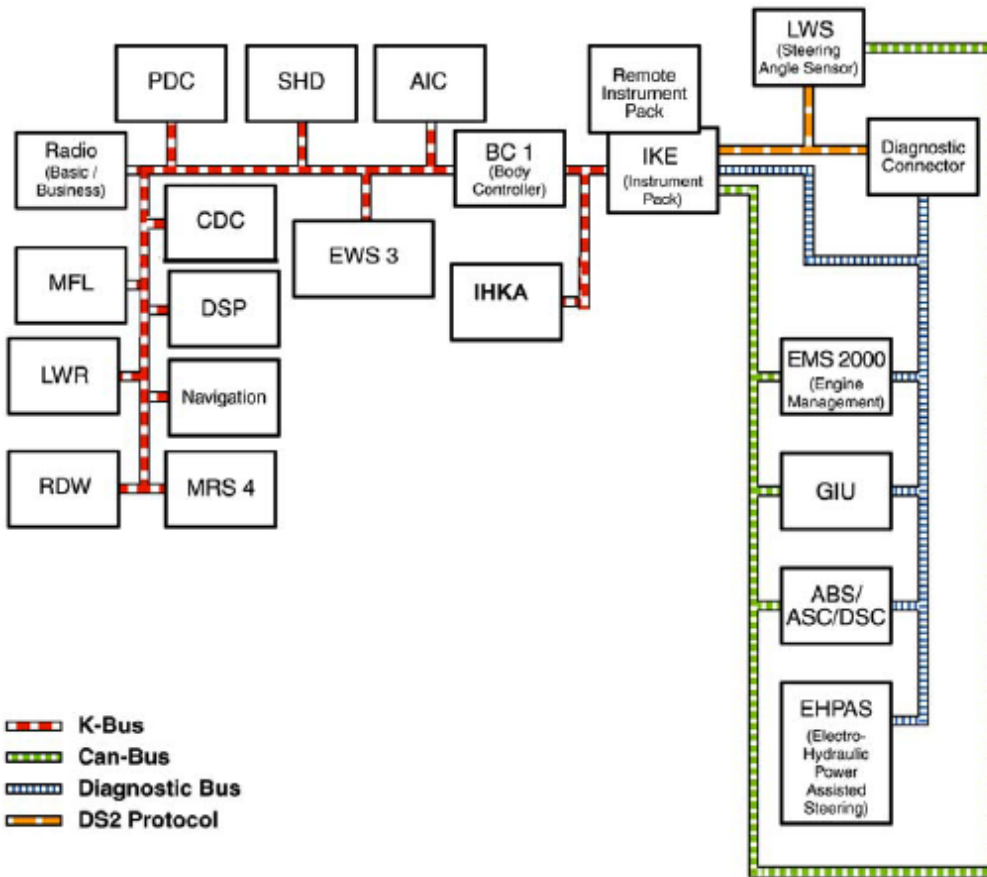 LWS
(Steering
Angle Sensor)
PDC
SHD
AIC
Remote
Instrument
Pack
Radio
(Basic /
Business)
BC 1
(Body
Controller)
IKE
(Instrument
Pack)
Diagnostic
Connector
CDC
EWS 3
MFL
IHKA
DSP
LWR
Navigation
EMS 2000
(Engine
Management)
RDW
MRS 4
GIU
ABS/
ASC/DSC
EHPAS
(Electro-
Hydraulic
Power
Assisted
Steering)
K-Bus
Can-Bus
Diagnostic Bus
DS2 Protocol